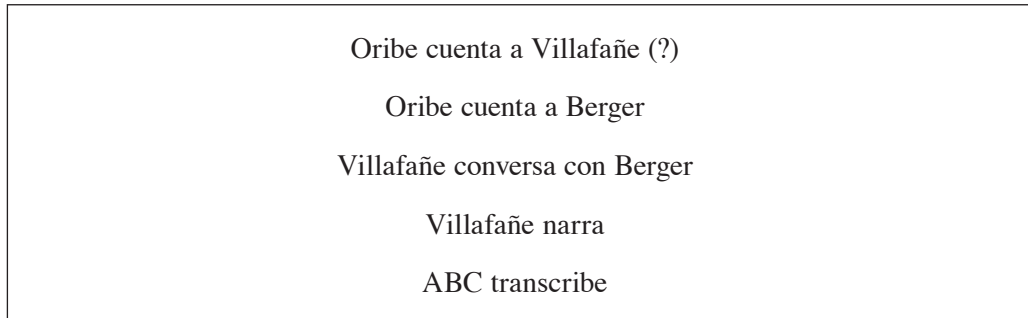 Oribe cuenta a Villafañe (?)
Oribe cuenta a Berger
Villafañe conversa con Berger
Villafañe narra
ABC transcribe